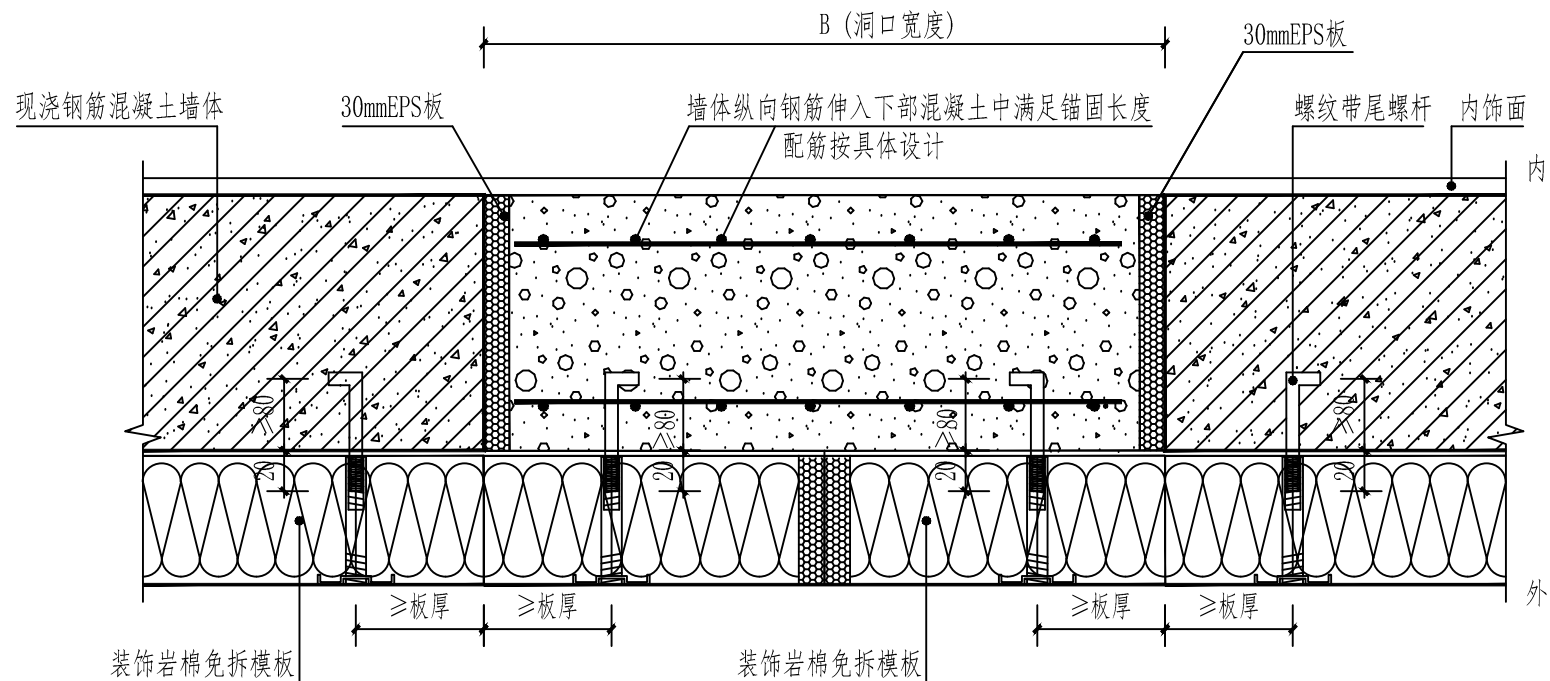 B (洞口宽度)
30mmEPS板
现浇钢筋混凝土墙体
30mmEPS板
墙体纵向钢筋伸入下部混凝土中满足锚固长度
配筋按具体设计
螺纹带尾螺杆
内饰面
内
≥80
≥80
≥80
≥80
20
20
20
20
外
≥板厚
≥板厚
≥板厚
≥板厚
装饰岩棉免拆模板
装饰岩棉免拆模板